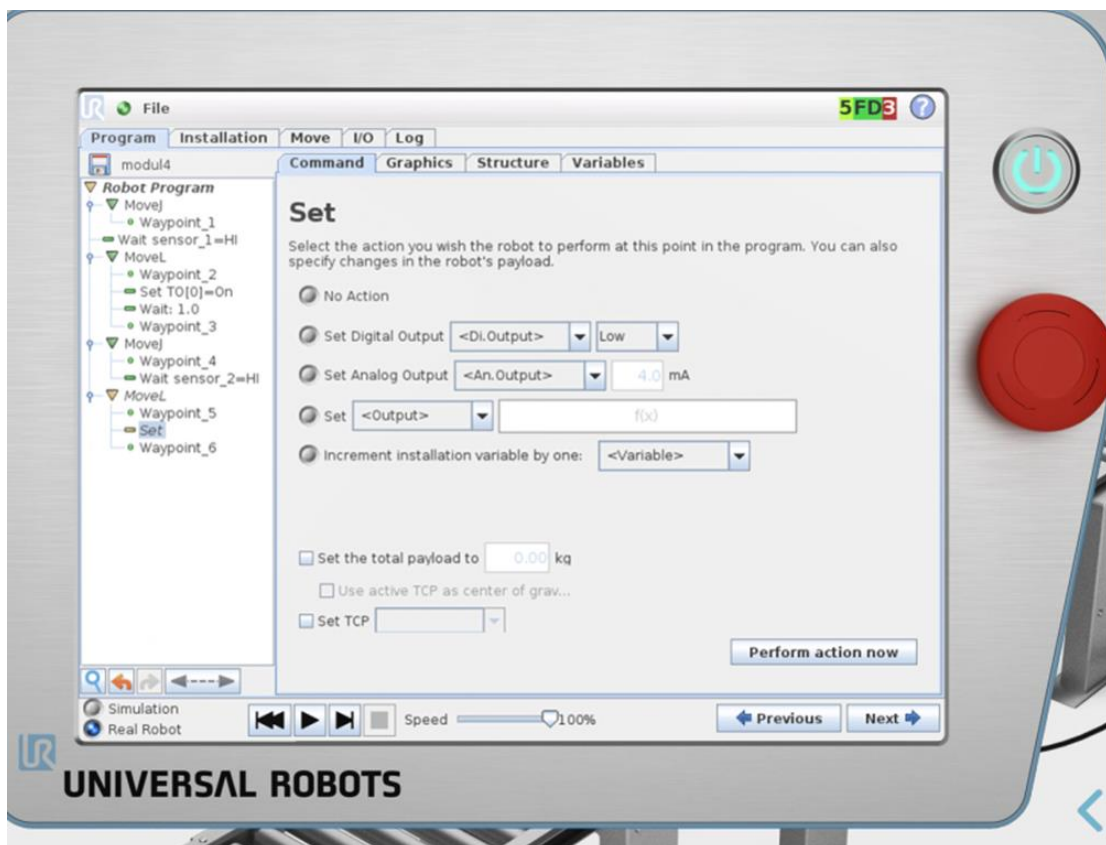 File
5FD3
?
Program Installation Move I/O Log
modul4
Command Graphics Structure Variables
Robot Program
MoveJ
Waypoint_1
Wait sensor_1=HI
MoveL
Waypoint_2
Set TO[0]=On
Wait: 1.0
Waypoint_3
MoveJ
Waypoint_4
Wait sensor_2=HI
MoveL
Waypoint_5
Set
Waypoint_6
Set
Select the action you wish the robot to perform at this point in the program. You can also
specify changes in the robot's payload.
No Action
Set Digital Output <Di.Output> Low
Set Analog Output <An.Output> 4.0 mA
Set <Output> f(x)
Increment installation variable by one: <Variable>
Set the total payload to 0.00 kg
Use active TCP as center of grav...
Set TCP
Perform action now
Simulation
Real Robot
Speed 100%
Previous Next
UR
UNIVERSAL ROBOTS